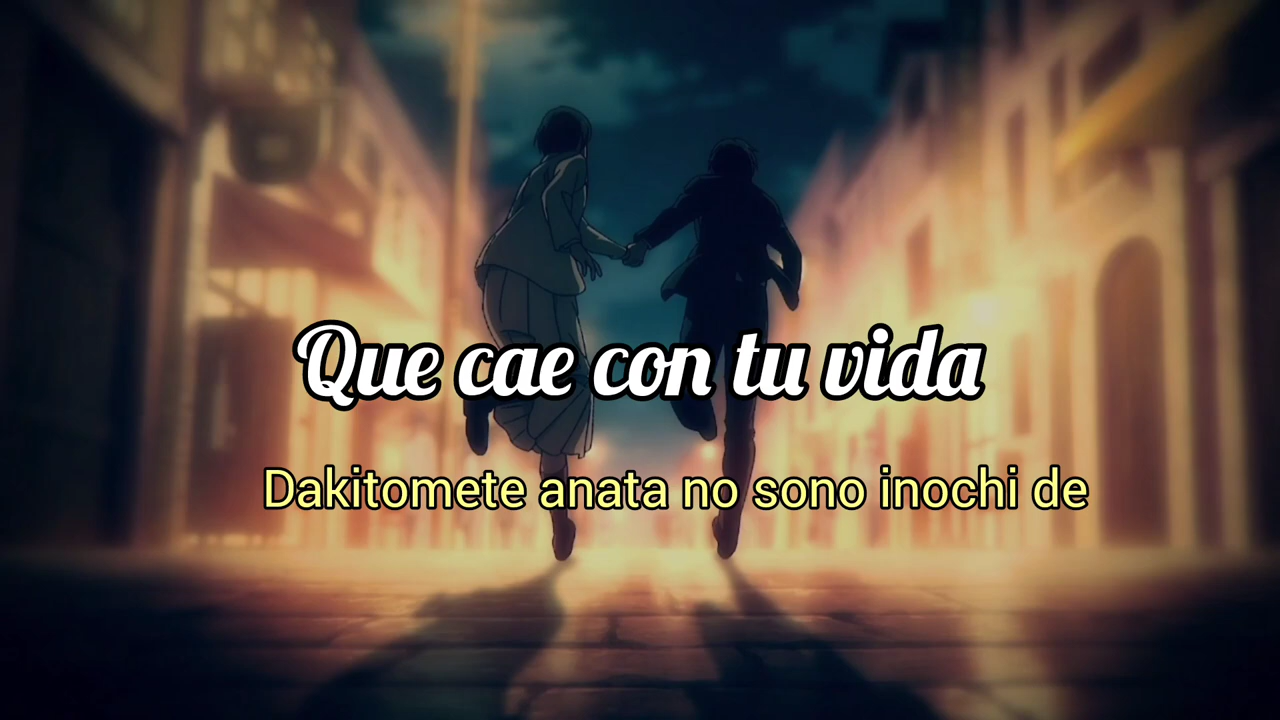 Que cae con tu vida
Dakitomete anata no sono inochi de